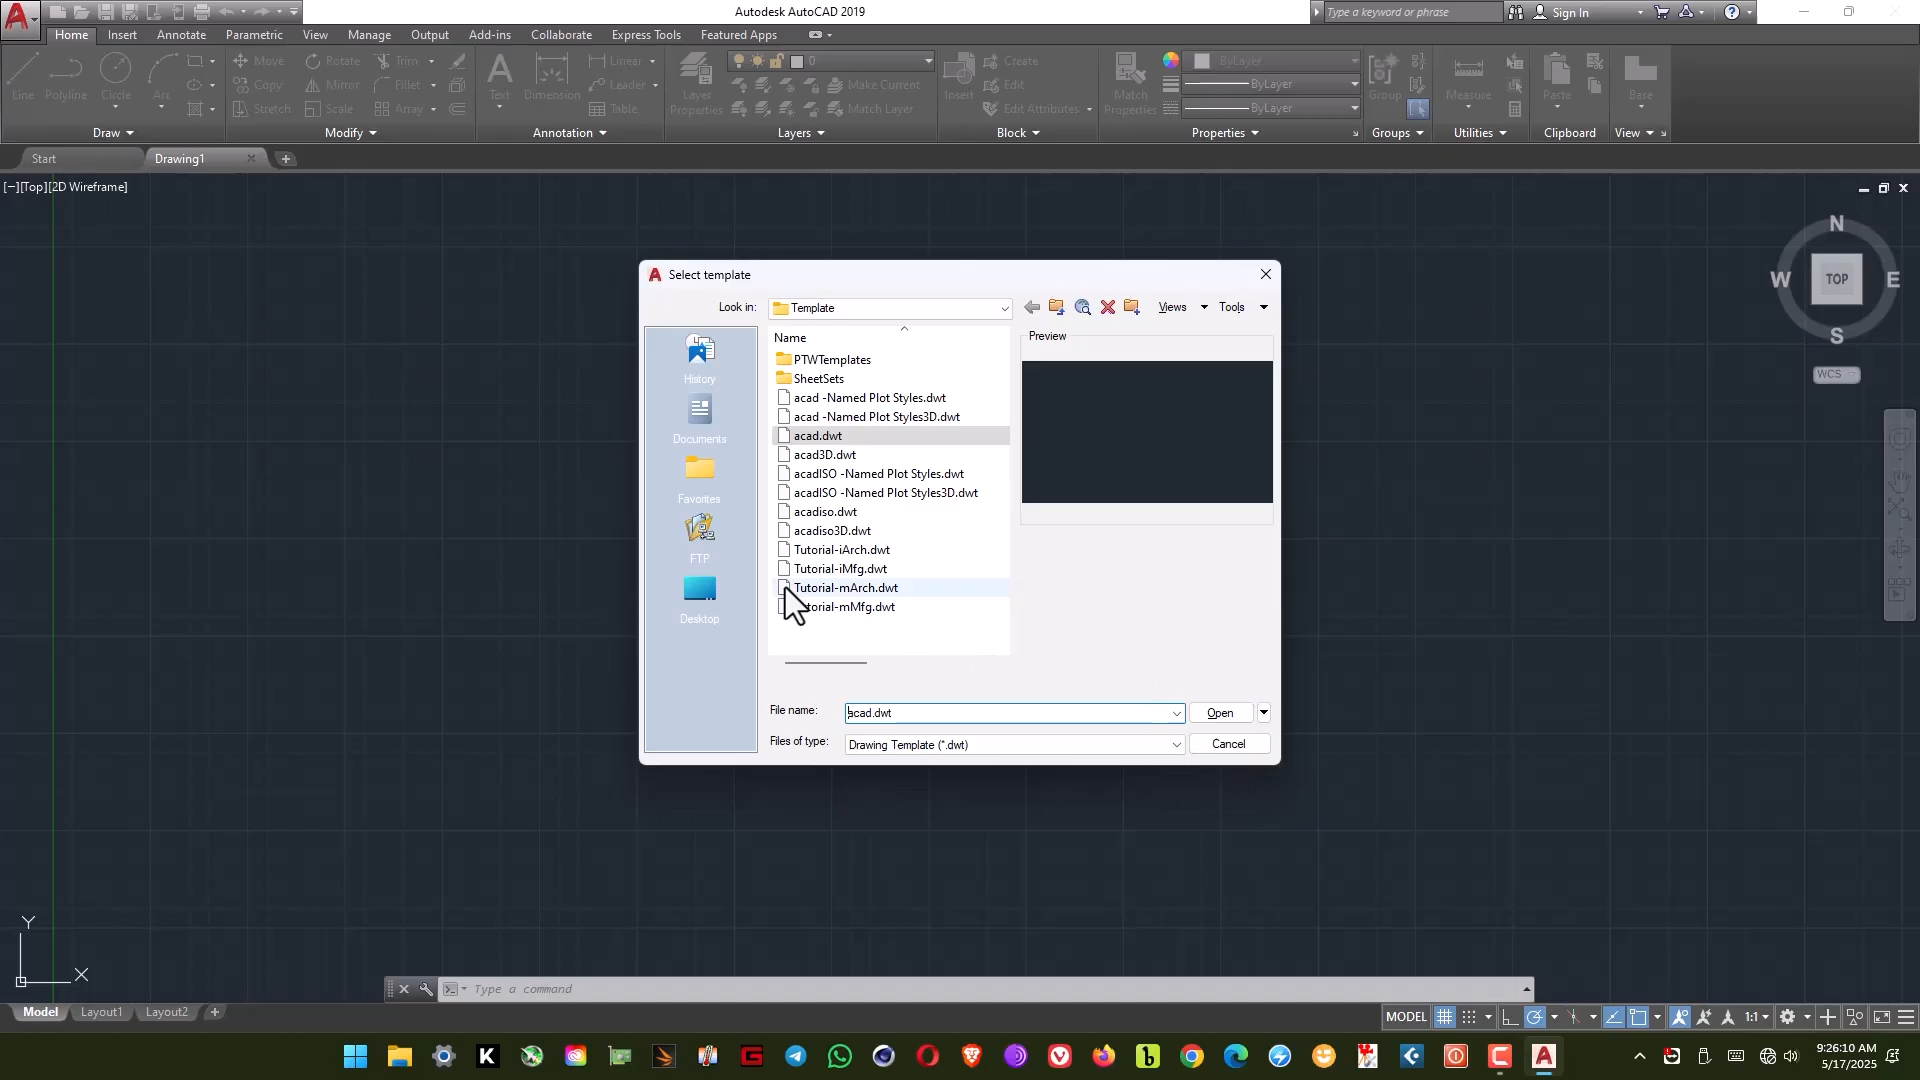 Autodesk AutoCAD 2019
Type a keyword or phrase
Sign In
Home Insert Annotate Parametric View Manage Output Add-ins Collaborate Express Tools Featured Apps
Line Polyline Circle Arc
Move Rotate Trim
Copy Mirror Fillet
Stretch Scale Array
Text Dimension
Linear
Leader
Table
Layer Properties
0
Make Current
Match Layer
Insert
Create
Edit
Edit Attributes
Match Properties
ByLayer
ByLayer
ByLayer
Group
Measure
Paste
Base
Draw Modify Annotation Layers Block Properties Groups Utilities Clipboard View
Start Drawing1
[−][Top][2D Wireframe]
N
W TOP E
S
WCS
Select template
Look in: Template
Views Tools
History
Documents
Favorites
FTP
Desktop
Name
PTWTemplates
SheetSets
acad -Named Plot Styles.dwt
acad -Named Plot Styles3D.dwt
acad.dwt
acad3D.dwt
acadISO -Named Plot Styles.dwt
acadISO -Named Plot Styles3D.dwt
acadiso.dwt
acadiso3D.dwt
Tutorial-iArch.dwt
Tutorial-iMfg.dwt
Tutorial-mArch.dwt
torial-mMfg.dwt
Preview
File name: acad.dwt
Open
Files of type: Drawing Template (*.dwt)
Cancel
Y
X
Type a command
Model Layout1 Layout2
MODEL
1:1
9:26:10 AM
5/17/2025